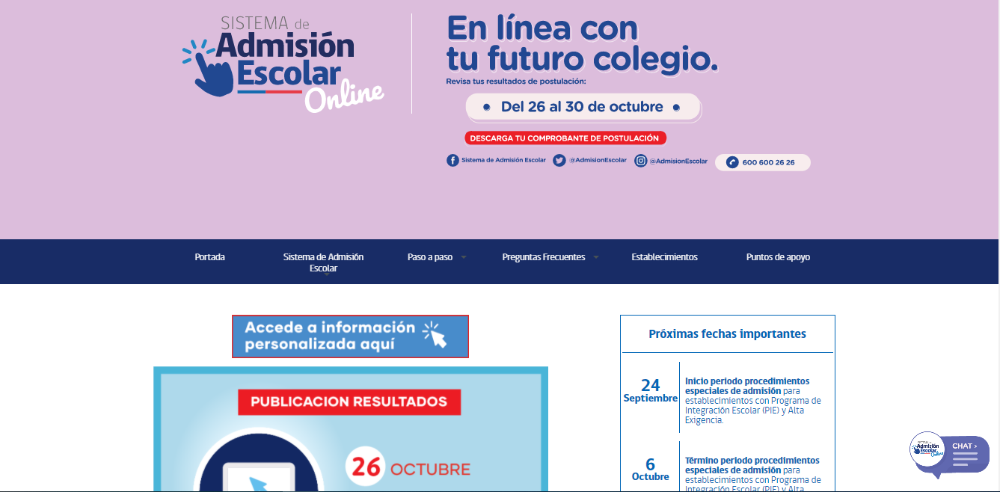 SISTEMA de
Admisión
Escolar
Online
En línea con
tu futuro colegio.
Revisa tus resultados de postulación:
Del 26 al 30 de octubre
DESCARGA TU COMPROBANTE DE POSTULACIÓN
Sistema de Admisión Escolar @AdmisionEscolar @AdmisionEscolar 600 600 26 26
Portada Sistema de Admisión Paso a paso Preguntas Frecuentes Establecimientos Puntos de apoyo
Escolar
Accede a información
personalizada aquí
PUBLICACION RESULTADOS
26 OCTUBRE
Próximas fechas importantes
24
Septiembre
Inicio periodo procedimientos
especiales de admisión para
establecimientos con Programa de
Integración Escolar (PIE) y Alta
Exigencia.
6
Octubre
Término periodo procedimientos
especiales de admisión para
establecimientos con Programa de
Integración Escolar (PIE) y Alta
SISTEMA de
Admisión
Escolar
Online
CHAT >